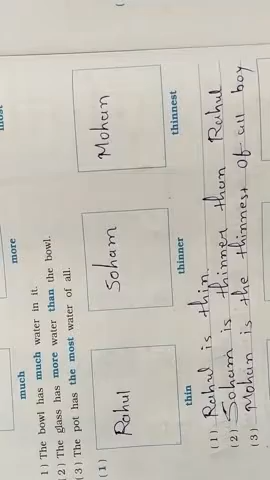 most
more
much
1) The bowl has much water in it.
(2) The glass has more water than the bowl.
(3) The pot has the most water of all.
(1)
Rahul
Soham
Mohan
thin
thinner
thinnest
(1) Rahul is thin.
(2) Soham is thinner than Rahul
(3) Mohan is the thinnest of all boy